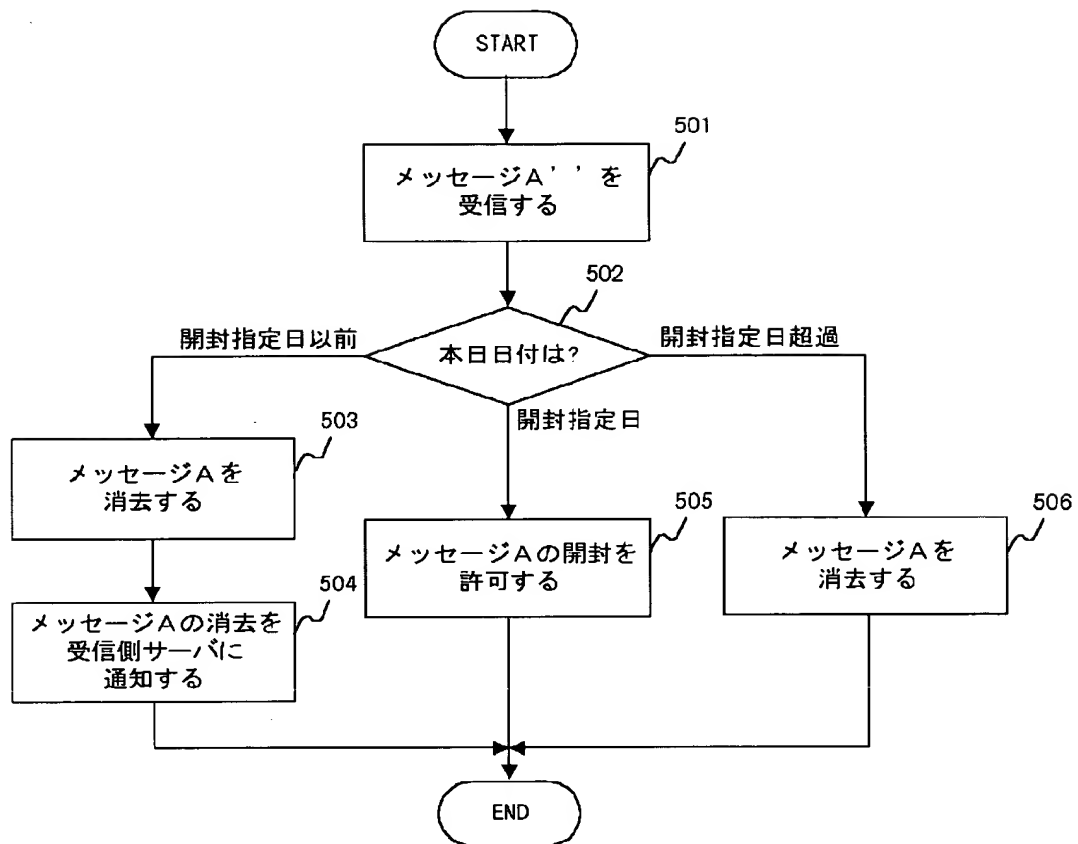 START
501
メッセージA''を
受信する
502
開封指定日以前
本日日付は?
開封指定日超過
開封指定日
503
メッセージAを
消去する
505
メッセージAの開封を
許可する
506
メッセージAを
消去する
504
メッセージAの消去を
受信側サーバに
通知する
END